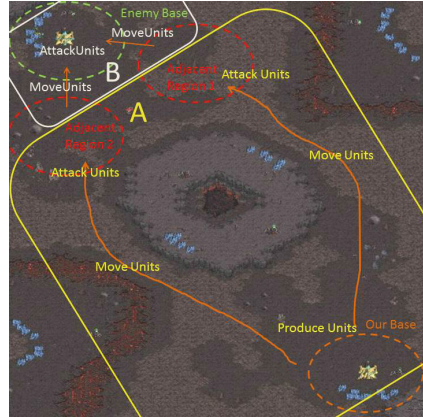 Enemy Base
MoveUnits
AttackUnits
B
MoveUnits
Adjacent
Region 1
Attack Units
A
Adjacent
Region 2
Attack Units
Move Units
Move Units
Produce Units
Our Base